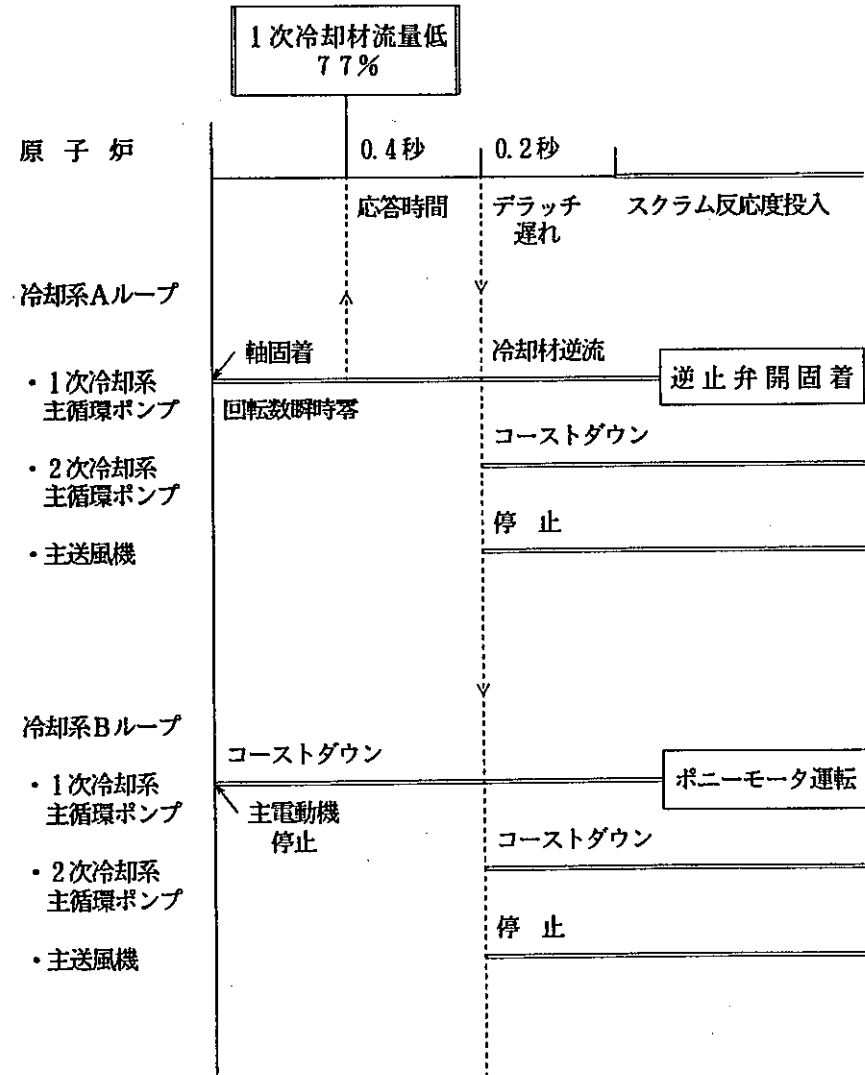 1次冷却材流量低
77%
原子炉
0.4秒
0.2秒
応答時間
デラッチ
遅れ
スクラム反応度投入
冷却系Aループ
軸固着
冷却材逆流
逆止弁開固着
・1次冷却系
主循環ポンプ
回転数瞬時零
コーストダウン
・2次冷却系
主循環ポンプ
停止
・主送風機
冷却系Bループ
コーストダウン
ポニーモータ運転
・1次冷却系
主循環ポンプ
主電動機
停止
コーストダウン
・2次冷却系
主循環ポンプ
停止
・主送風機